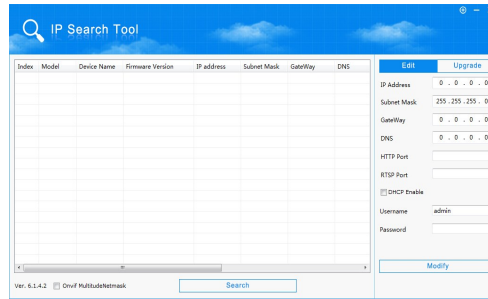 IP Search Tool
Index Model Device Name Firmware Version IP address Subnet Mask GateWay DNS
Edit Upgrade
IP Address 0 . 0 . 0 . 0
Subnet Mask 255 . 255 . 255 . 0
GateWay 0 . 0 . 0 . 0
DNS 0 . 0 . 0 . 0
HTTP Port
RTSP Port
DHCP Enable
Username admin
Password
Modify
Ver. 6.1.4.2 Onvif MultitudeNetmask Search